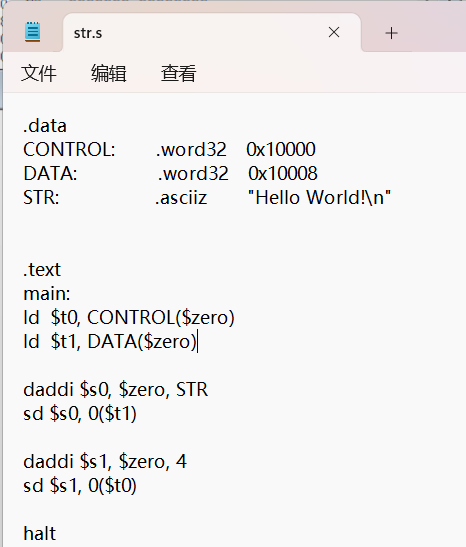 str.s
文件 编辑 查看
.data
CONTROL: .word32 0x10000
DATA: .word32 0x10008
STR: .asciiz "Hello World!\n"
.text
main:
ld $t0, CONTROL($zero)
ld $t1, DATA($zero)
daddi $s0, $zero, STR
sd $s0, 0($t1)
daddi $s1, $zero, 4
sd $s1, 0($t0)
halt